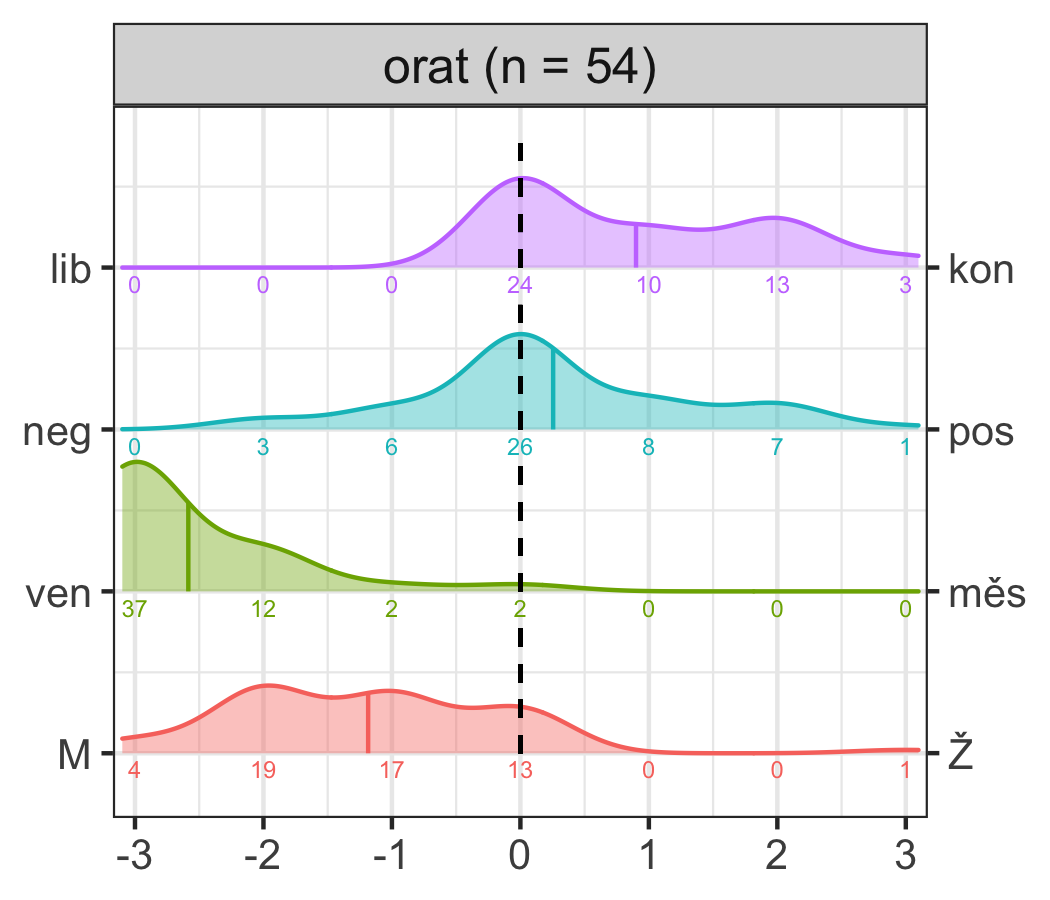 orat (n = 54)
lib kon
0 0 0 24 10 13 3
neg pos
0 3 6 26 8 7 1
ven měs
37 12 2 2 0 0 0
M Ž
4 19 17 13 0 0 1
-3 -2 -1 0 1 2 3